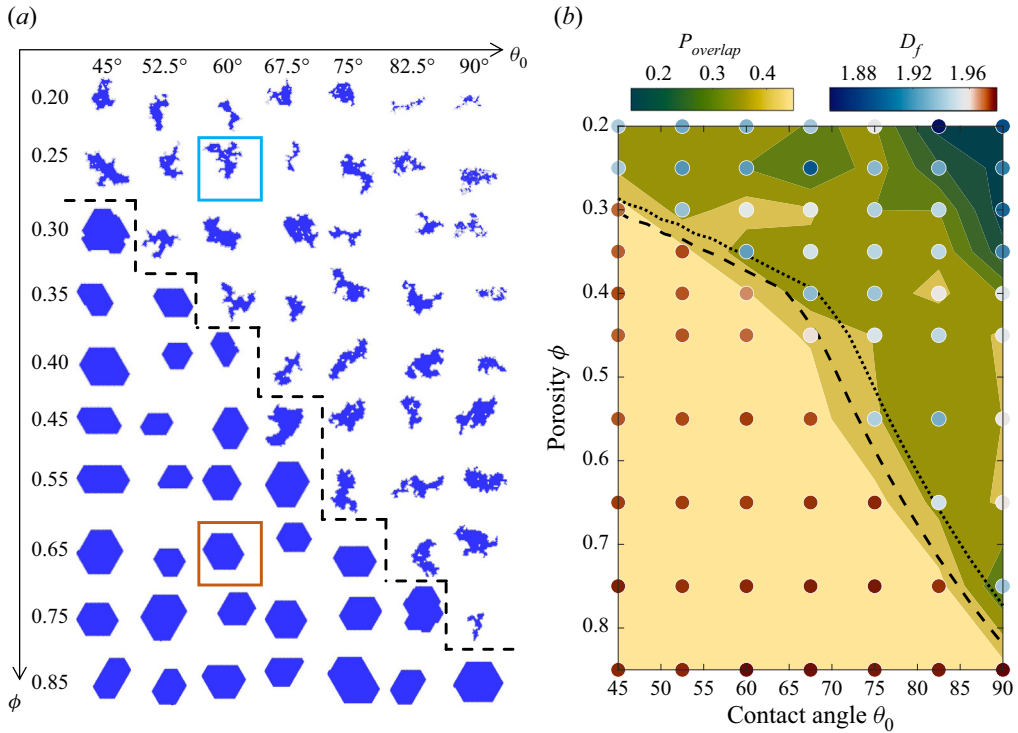 (a)
θ0
45° 52.5° 60° 67.5° 75° 82.5° 90°
0.20
0.25
0.30
0.35
0.40
0.45
0.55
0.65
0.75
0.85
ϕ
(b)
Poverlap Df
0.2 0.3 0.4 1.88 1.92 1.96
0.2
0.3
0.4
0.5
0.6
0.7
0.8
Porosity ϕ
45 50 55 60 65 70 75 80 85 90
Contact angle θ0